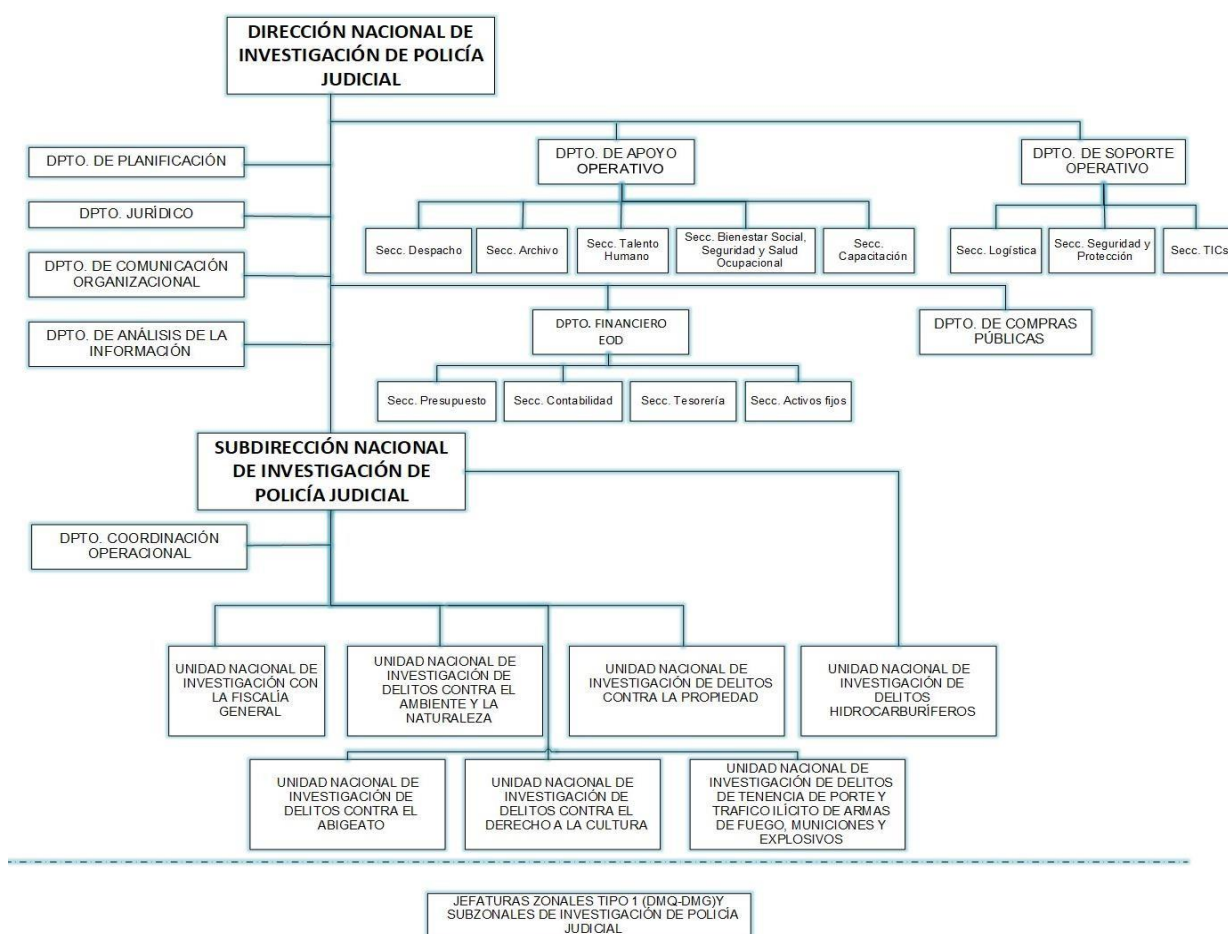 DIRECCIÓN NACIONAL DE
INVESTIGACIÓN DE POLICÍA
JUDICIAL
DPTO. DE PLANIFICACIÓN
DPTO. JURÍDICO
DPTO. DE COMUNICACIÓN
ORGANIZACIONAL
DPTO. DE ANÁLISIS DE LA
INFORMACIÓN
DPTO. DE APOYO
OPERATIVO
DPTO. DE SOPORTE
OPERATIVO
Secc. Despacho
Secc. Archivo
Secc. Talento
Humano
Secc. Bienestar Social,
Seguridad y Salud
Ocupacional
Secc.
Capacitación
Secc. Logística
Secc. Seguridad y
Protección
Secc. TICs
DPTO. FINANCIERO
EOD
DPTO. DE COMPRAS
PÚBLICAS
Secc. Presupuesto
Secc. Contabilidad
Secc. Tesorería
Secc. Activos fijos
SUBDIRECCIÓN NACIONAL
DE INVESTIGACIÓN DE
POLICÍA JUDICIAL
DPTO. COORDINACIÓN
OPERACIONAL
UNIDAD NACIONAL DE
INVESTIGACIÓN CON
LA FISCALÍA
GENERAL
UNIDAD NACIONAL DE
INVESTIGACIÓN DE
DELITOS CONTRA EL
AMBIENTE Y LA
NATURALEZA
UNIDAD NACIONAL DE
INVESTIGACIÓN DE DELITOS
CONTRA LA PROPIEDAD
UNIDAD NACIONAL DE
INVESTIGACIÓN DE
DELITOS
HIDROCARBURÍFEROS
UNIDAD NACIONAL DE
INVESTIGACIÓN DE
DELITOS CONTRA EL
ABIGEATO
UNIDAD NACIONAL DE
INVESTIGACIÓN DE
DELITOS CONTRA EL
DERECHO A LA CULTURA
UNIDAD NACIONAL DE
INVESTIGACIÓN DE DELITOS
DE TENENCIA DE PORTE Y
TRAFICO ILÍCITO DE ARMAS
DE FUEGO, MUNICIONES Y
EXPLOSIVOS
JEFATURAS ZONALES TIPO 1 (DMQ-DMG)Y
SUBZONALES DE INVESTIGACIÓN DE POLICÍA
JUDICIAL